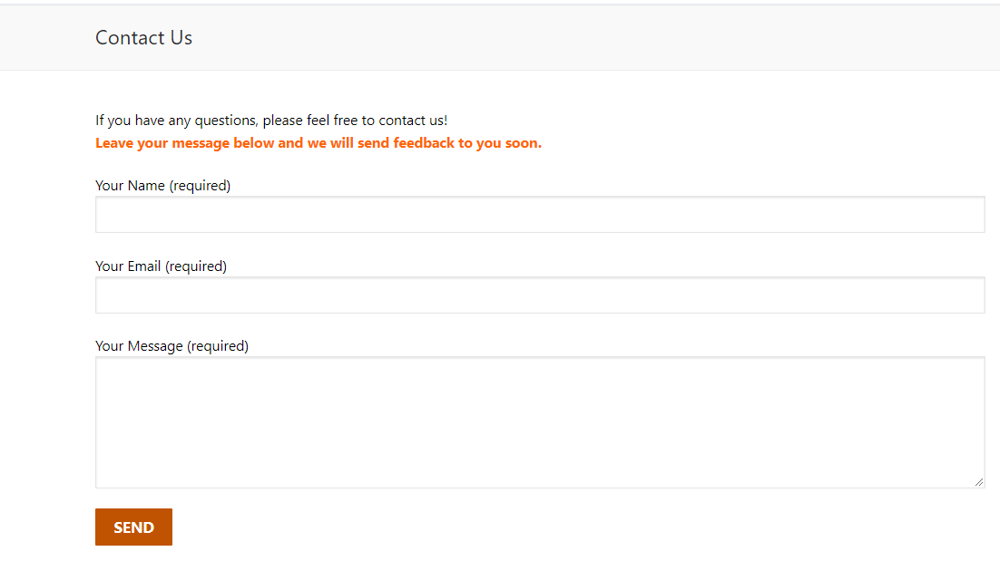 Contact Us
If you have any questions, please feel free to contact us!
Leave your message below and we will send feedback to you soon.
Your Name (required)
Your Email (required)
Your Message (required)
SEND